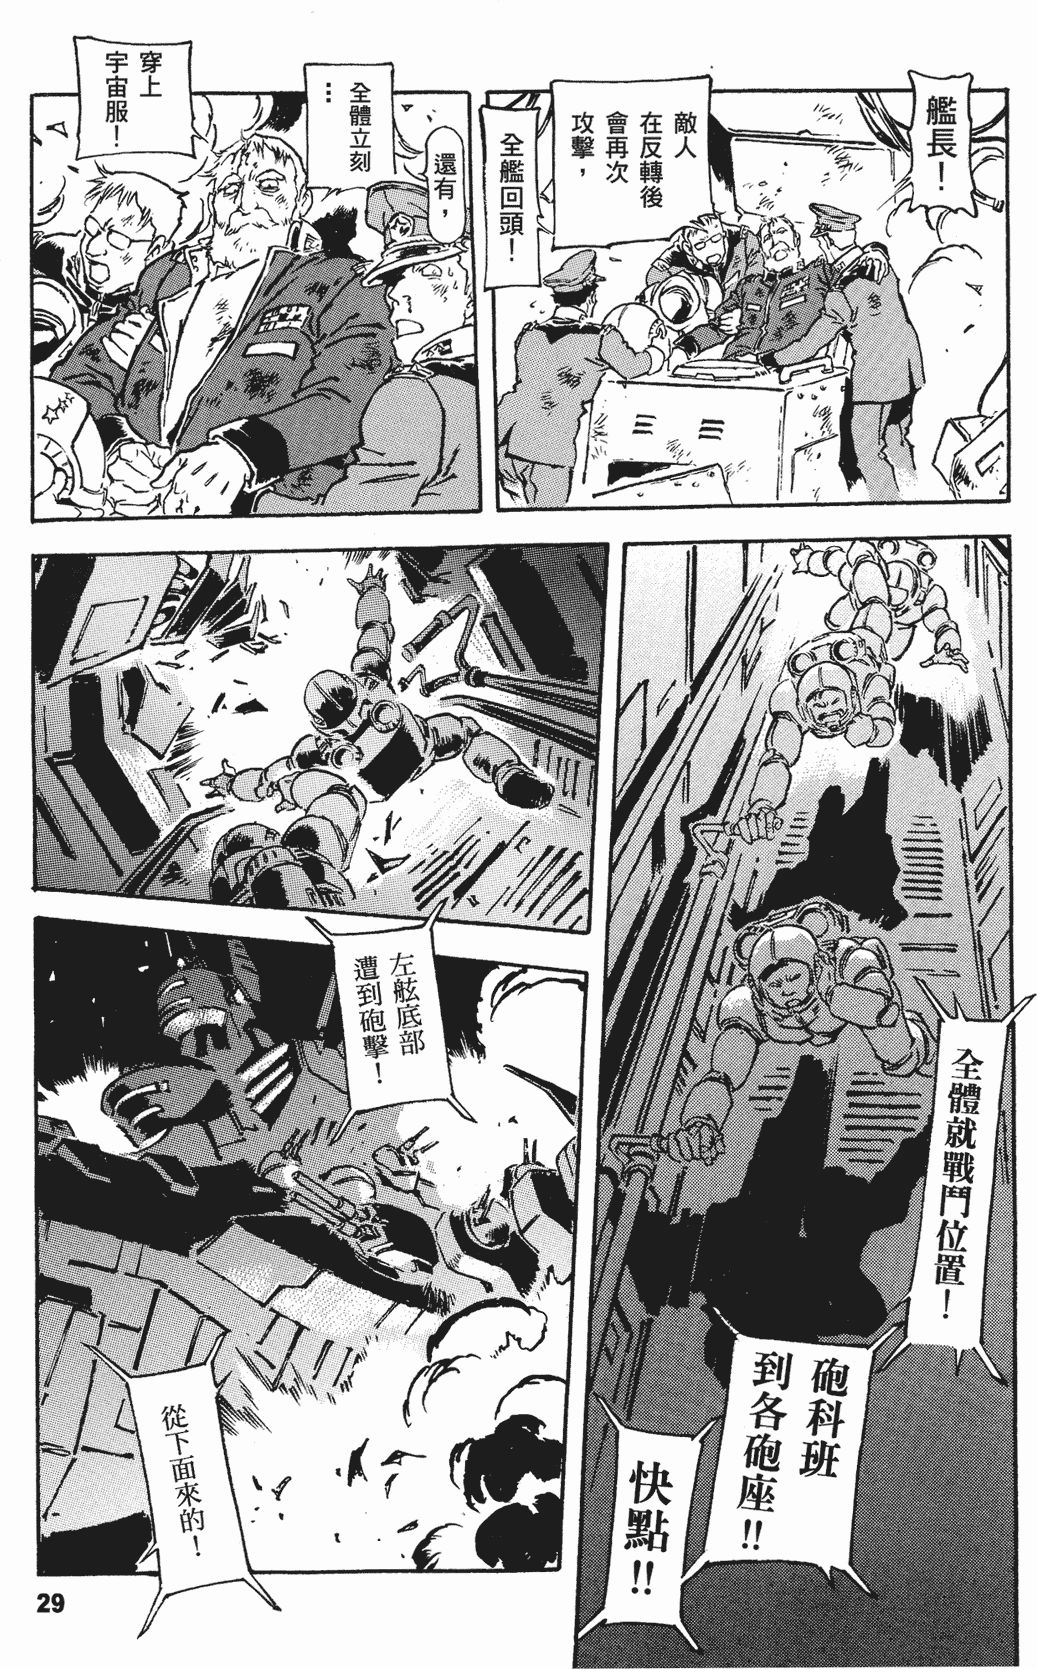 艦長！
敵人
在反轉後
會再次
攻擊，
全艦回頭！
還有，
全體立刻
…
穿上
宇宙服！
全體就戰鬥位置！
砲科班
到各砲座!!
快點!!
左舷底部
遭到砲擊！
從下面來的！
29